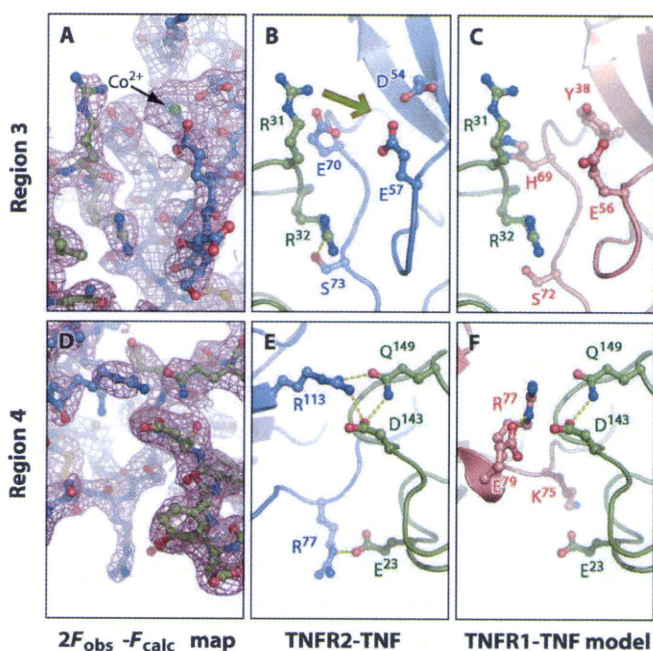 A
B
C
Co²⁺
D⁵⁴
Y³⁸
R³¹
R³¹
E⁷⁰
H⁶⁹
E⁵⁷
E⁵⁶
R³²
R³²
S⁷³
S⁷²
Region 3
D
E
F
Q¹⁴⁹
Q¹⁴⁹
R¹¹³
R⁷⁷
D¹⁴³
D¹⁴³
E⁷⁹
K⁷⁵
R⁷⁷
E²³
E²³
Region 4
2Fobs -Fcalc map
TNFR2-TNF
TNFR1-TNF model